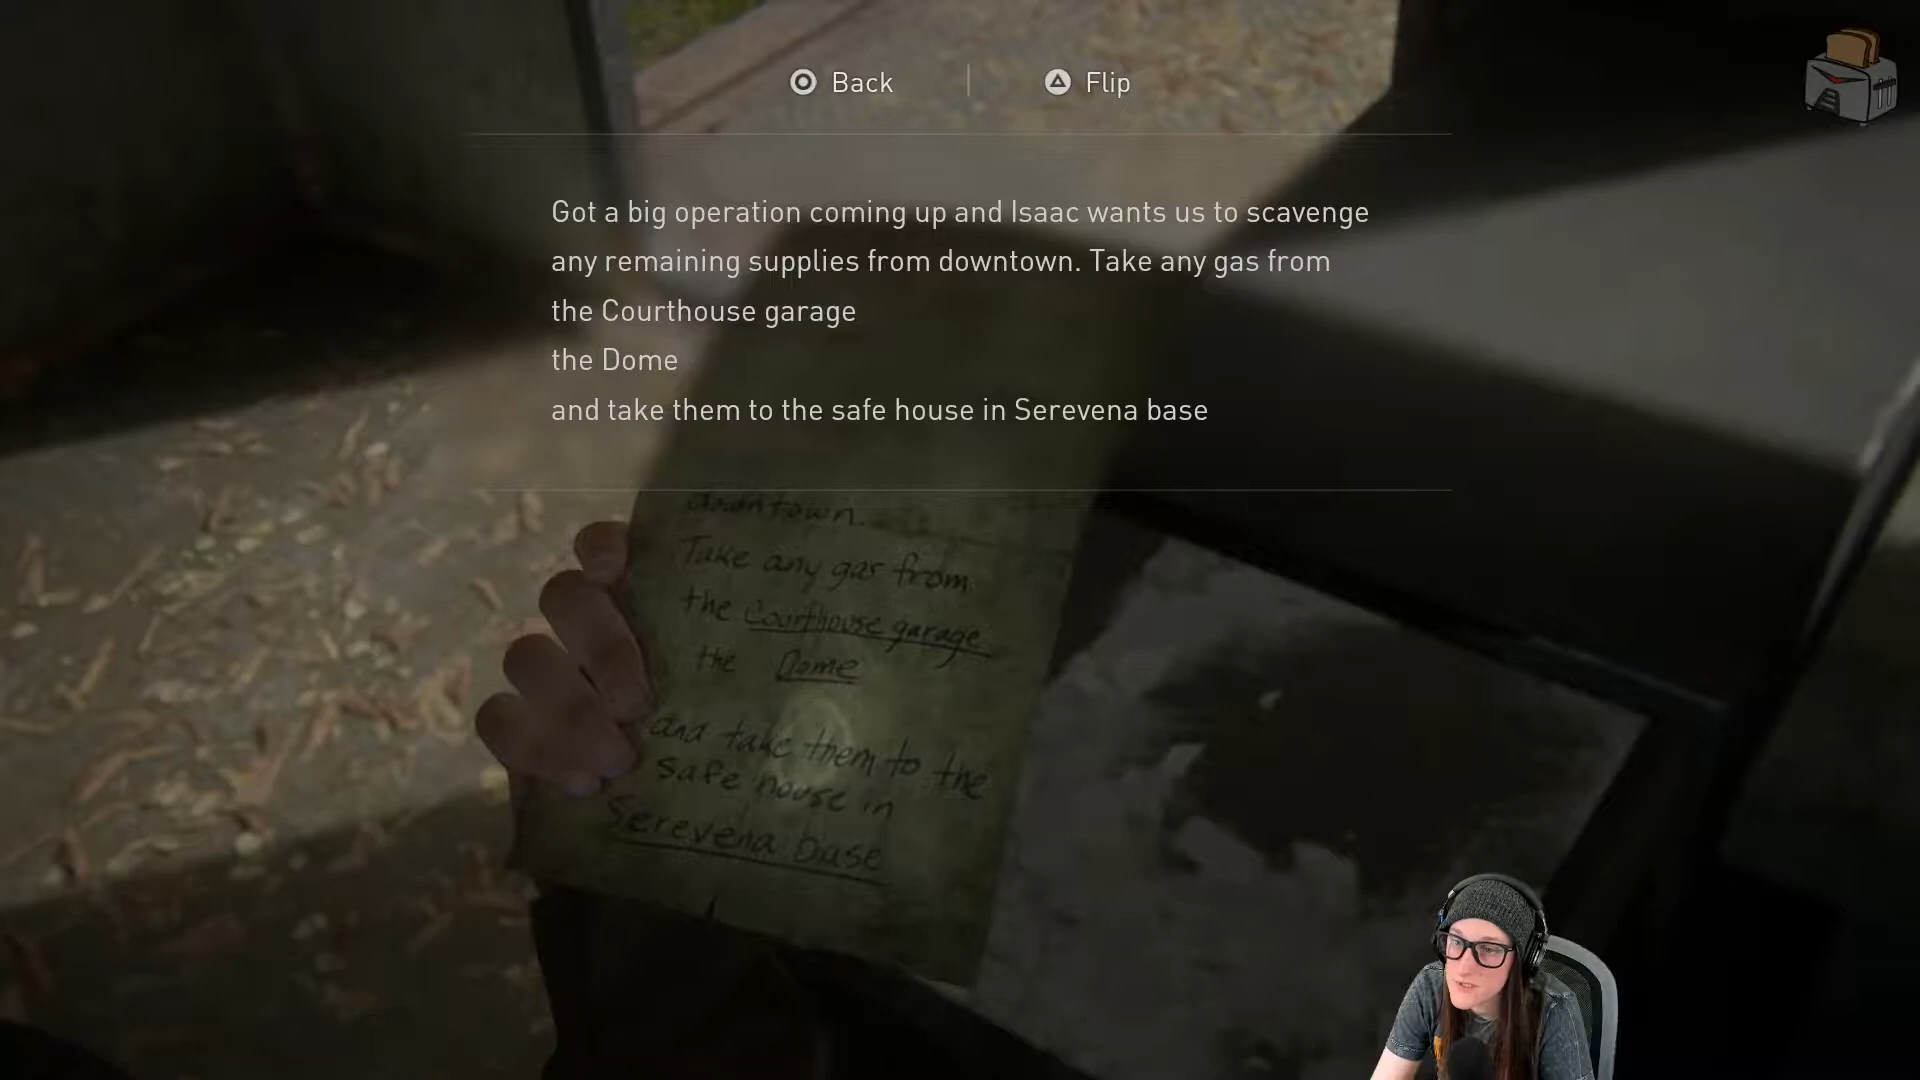 Back
Flip
Got a big operation coming up and Isaac wants us to scavenge
any remaining supplies from downtown. Take any gas from
the Courthouse garage
the Dome
and take them to the safe house in Serevena base
downtown.
Take any gas from
the Courthouse garage
the Dome
and take them to the
safe house in
Serevena base